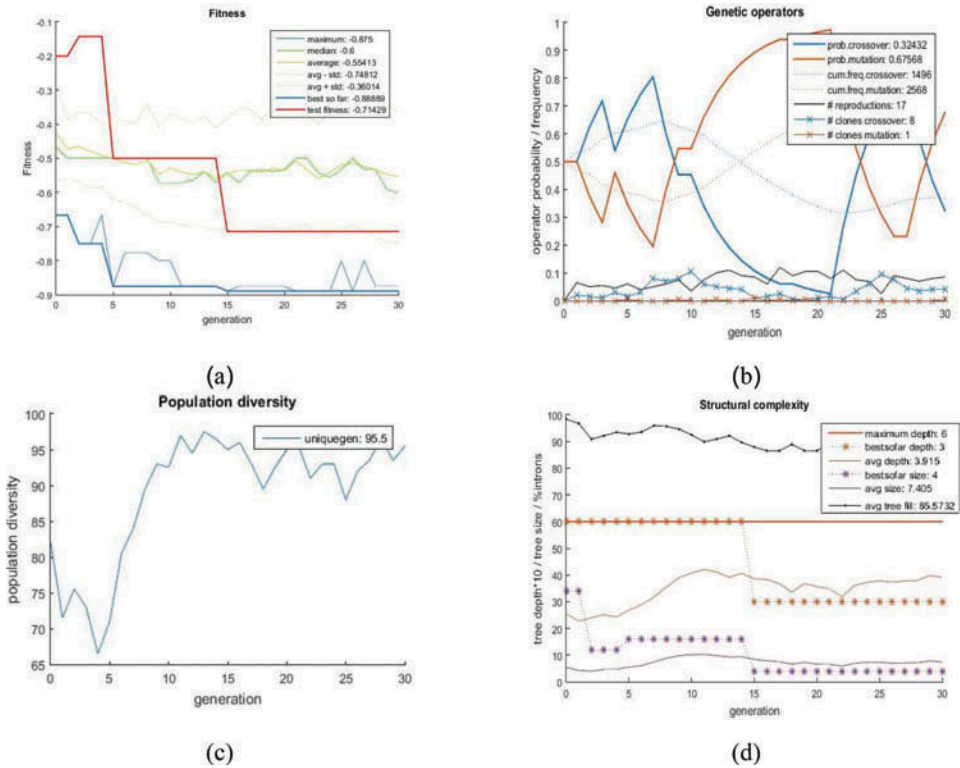 Fitness
-0.1
-0.2
-0.3
-0.4
-0.5
-0.6
-0.7
-0.8
-0.9
Fitness
0 5 10 15 20 25 30
generation
maximum: -0.875
median: -0.6
average: -0.55413
avg - std: -0.74812
avg + std: -0.36014
best so far: -0.88889
test fitness: -0.71429
(a)
Genetic operators
1
0.9
0.8
0.7
0.6
0.5
0.4
0.3
0.2
0.1
0
operator probability / frequency
0 5 10 15 20 25 30
generation
prob.crossover: 0.32432
prob.mutation: 0.67568
cum.freq.crossover: 1496
cum.freq.mutation: 2568
# reproductions: 17
# clones crossover: 8
# clones mutation: 1
(b)
Population diversity
100
95
90
85
80
75
70
65
population diversity
0 5 10 15 20 25 30
generation
uniquegen: 95.5
(c)
Structural complexity
100
90
80
70
60
50
40
30
20
10
0
tree depth*10 / tree size / %introns
0 5 10 15 20 25 30
generation
maximum depth: 6
bestsofar depth: 3
avg depth: 3.915
bestsofar size: 4
avg size: 7.405
avg tree fill: 85.5732
(d)